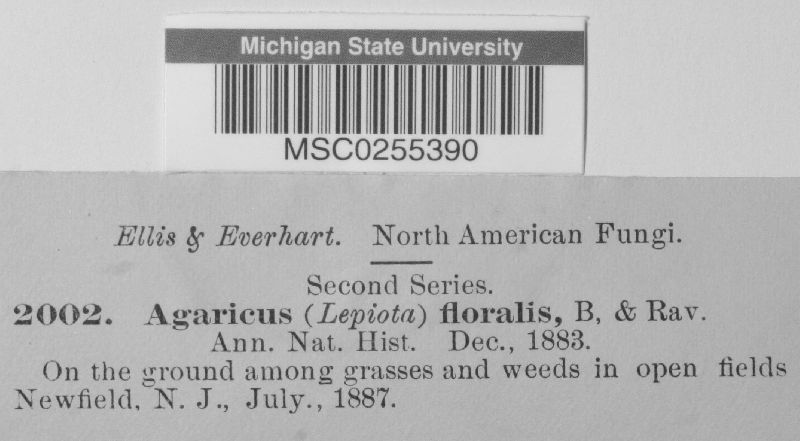 Michigan State University
MSC0255390
Ellis & Everhart. North American Fungi.
Second Series.
2002. Agaricus (Lepiota) floralis, B, & Rav.
Ann. Nat. Hist. Dec., 1883.
On the ground among grasses and weeds in open fields
Newfield, N. J., July., 1887.